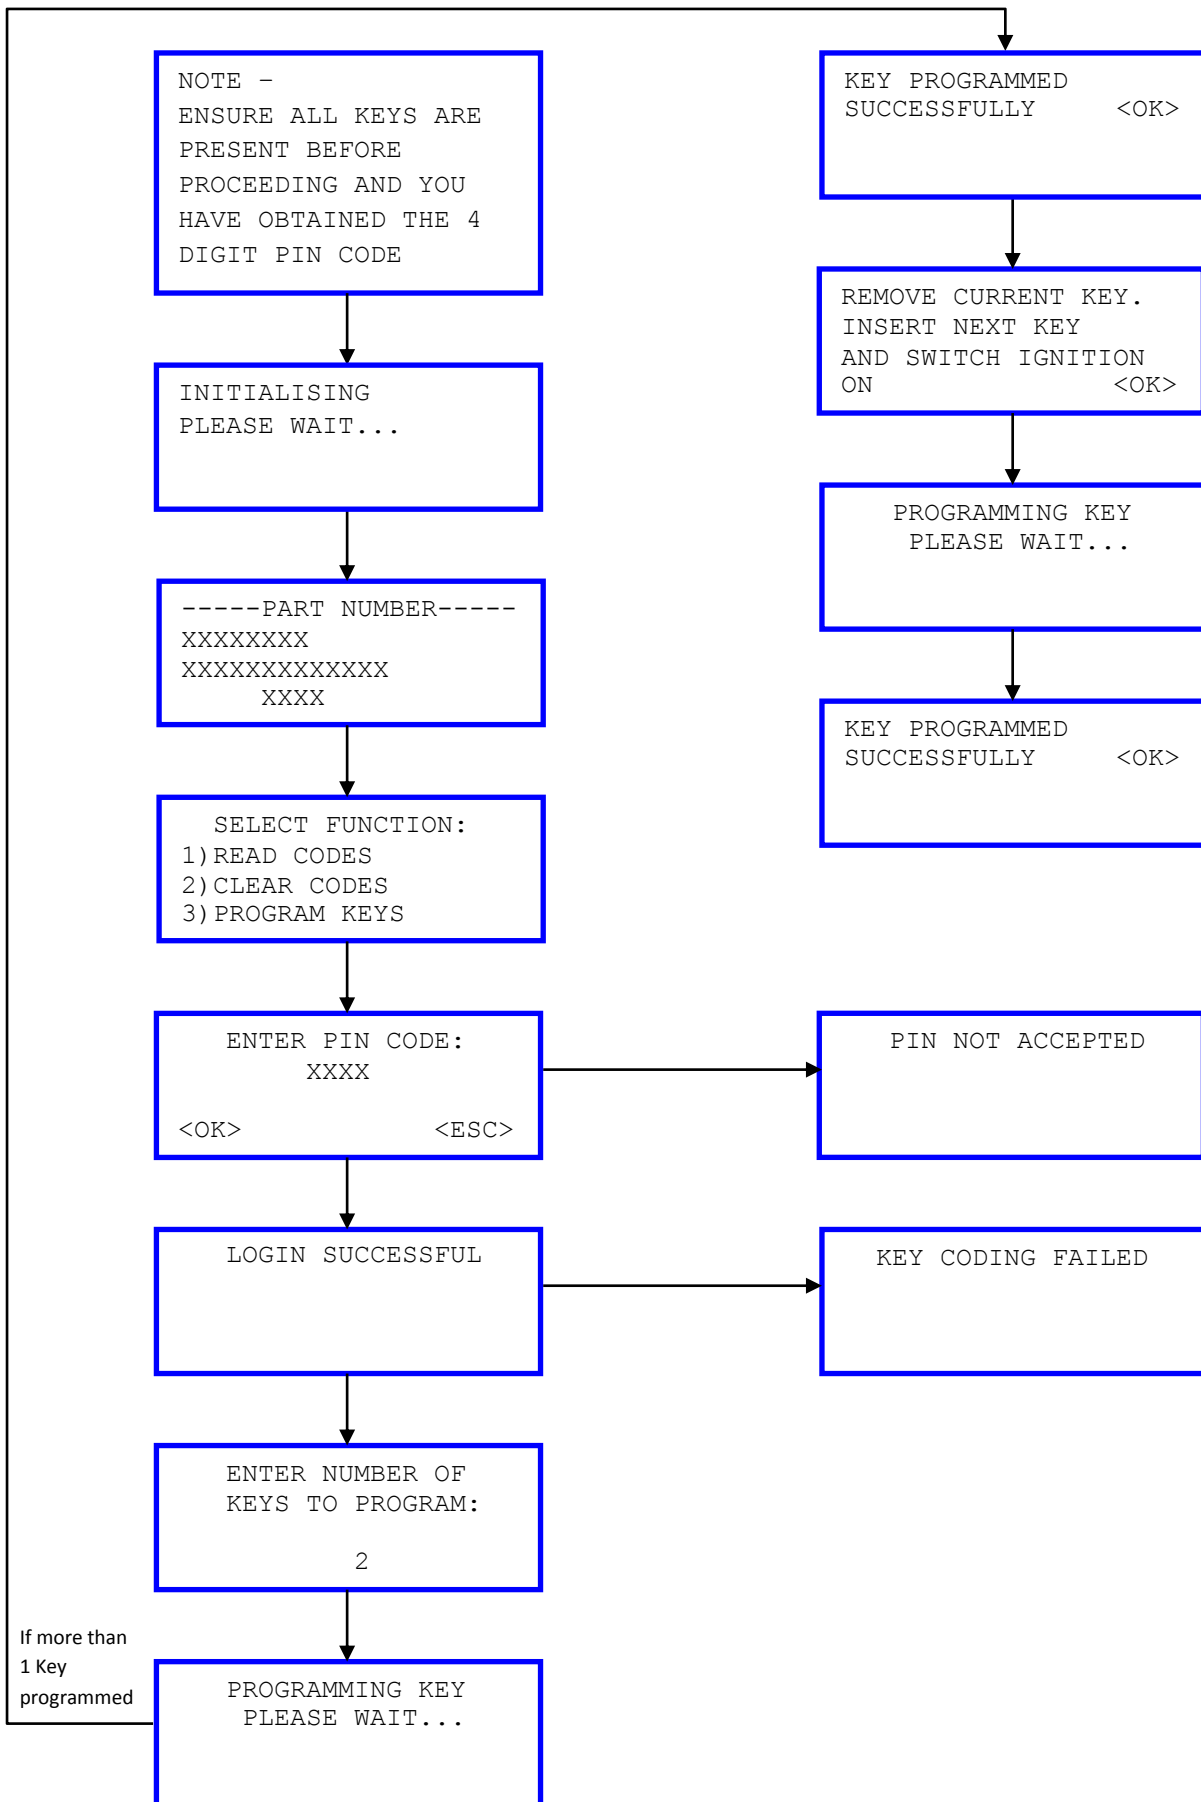 NOTE –
ENSURE ALL KEYS ARE
PRESENT BEFORE
PROCEEDING AND YOU
HAVE OBTAINED THE 4
DIGIT PIN CODE
INITIALISING
PLEASE WAIT...
-----PART NUMBER-----
XXXXXXXX
XXXXXXXXXXXXX
XXXX
SELECT FUNCTION:
1)READ CODES
2)CLEAR CODES
3)PROGRAM KEYS
ENTER PIN CODE:
XXXX
<OK> <ESC>
LOGIN SUCCESSFUL
ENTER NUMBER OF
KEYS TO PROGRAM:
2
PROGRAMMING KEY
PLEASE WAIT...
If more than
1 Key
programmed
KEY PROGRAMMED
SUCCESSFULLY <OK>
REMOVE CURRENT KEY.
INSERT NEXT KEY
AND SWITCH IGNITION
ON <OK>
PROGRAMMING KEY
PLEASE WAIT...
KEY PROGRAMMED
SUCCESSFULLY <OK>
PIN NOT ACCEPTED
KEY CODING FAILED